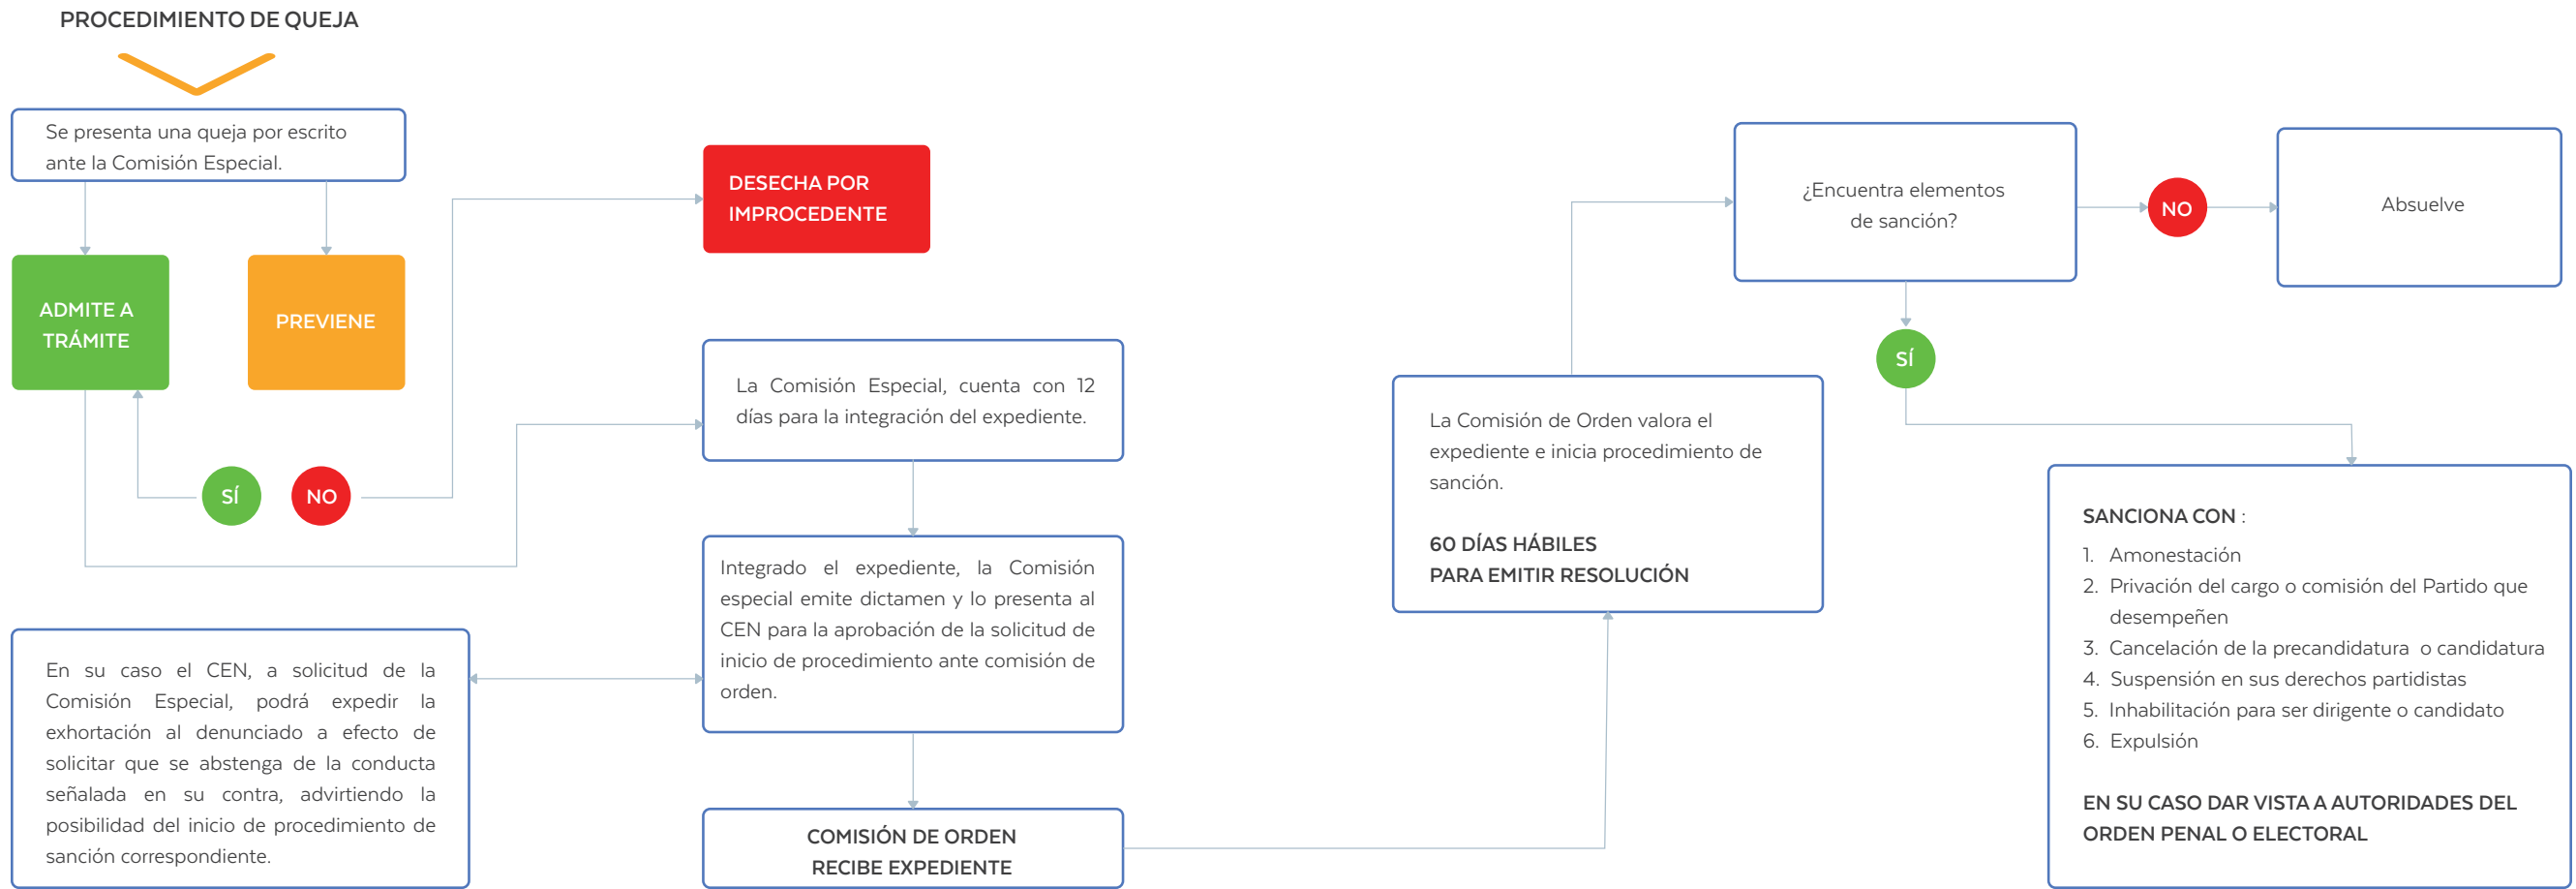 PROCEDIMIENTO DE QUEJA
Se presenta una queja por escrito
ante la Comisión Especial.
ADMITE A
TRÁMITE
PREVIENE
SÍ
NO
DESECHA POR
IMPROCEDENTE
La Comisión Especial, cuenta con 12
días para la integración del expediente.
Integrado el expediente, la Comisión
especial emite dictamen y lo presenta al
CEN para la aprobación de la solicitud de
inicio de procedimiento ante comisión de
orden.
En su caso el CEN, a solicitud de la
Comisión Especial, podrá expedir la
exhortación al denunciado a efecto de
solicitar que se abstenga de la conducta
señalada en su contra, advirtiendo la
posibilidad del inicio de procedimiento de
sanción correspondiente.
COMISIÓN DE ORDEN
RECIBE EXPEDIENTE
La Comisión de Orden valora el
expediente e inicia procedimiento de
sanción.
60 DÍAS HÁBILES
PARA EMITIR RESOLUCIÓN
¿Encuentra elementos
de sanción?
NO
Absuelve
SÍ
SANCIONA CON :
1. Amonestación
2. Privación del cargo o comisión del Partido que
desempeñen
3. Cancelación de la precandidatura o candidatura
4. Suspensión en sus derechos partidistas
5. Inhabilitación para ser dirigente o candidato
6. Expulsión
EN SU CASO DAR VISTA A AUTORIDADES DEL
ORDEN PENAL O ELECTORAL